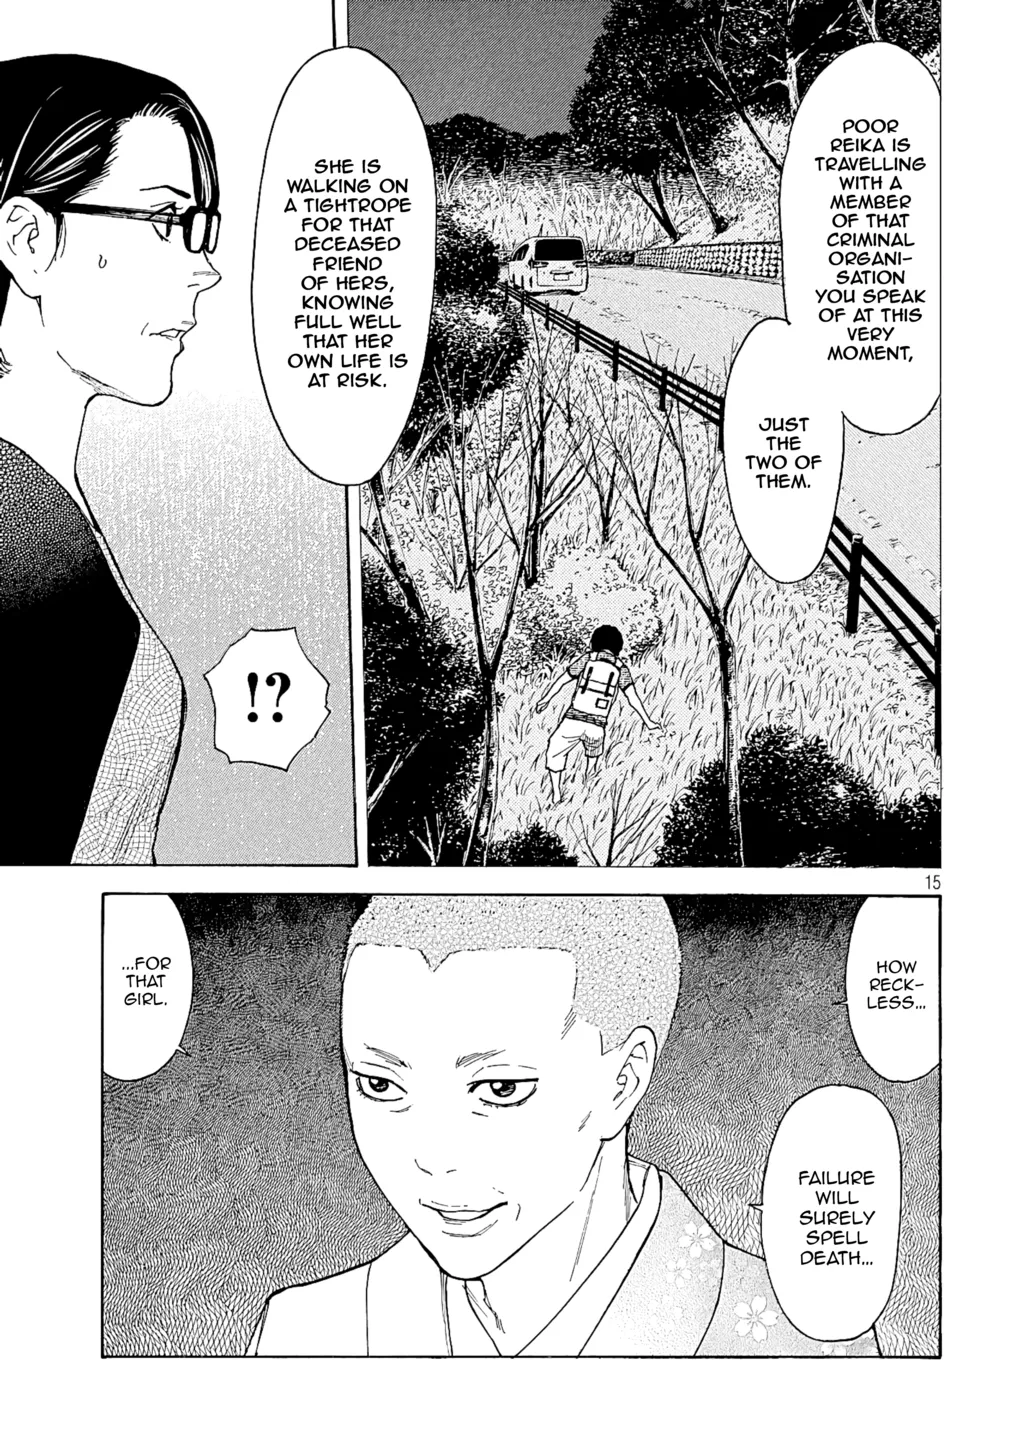 POOR
REIKA IS
TRAVELLING
WITH A
MEMBER
OF THAT
CRIMINAL
ORGANI-
SATION
YOU SPEAK
OF AT THIS
VERY
MOMENT,
JUST
THE
TWO OF
THEM.
SHE IS
WALKING ON
A TIGHTROPE
FOR THAT
DECEASED
FRIEND
OF HERS,
KNOWING
FULL WELL
THAT HER
OWN LIFE IS
AT RISK.
!?
15
HOW
RECK-
LESS...
FAILURE
WILL
SURELY
SPELL
DEATH...
...FOR
THAT
GIRL.